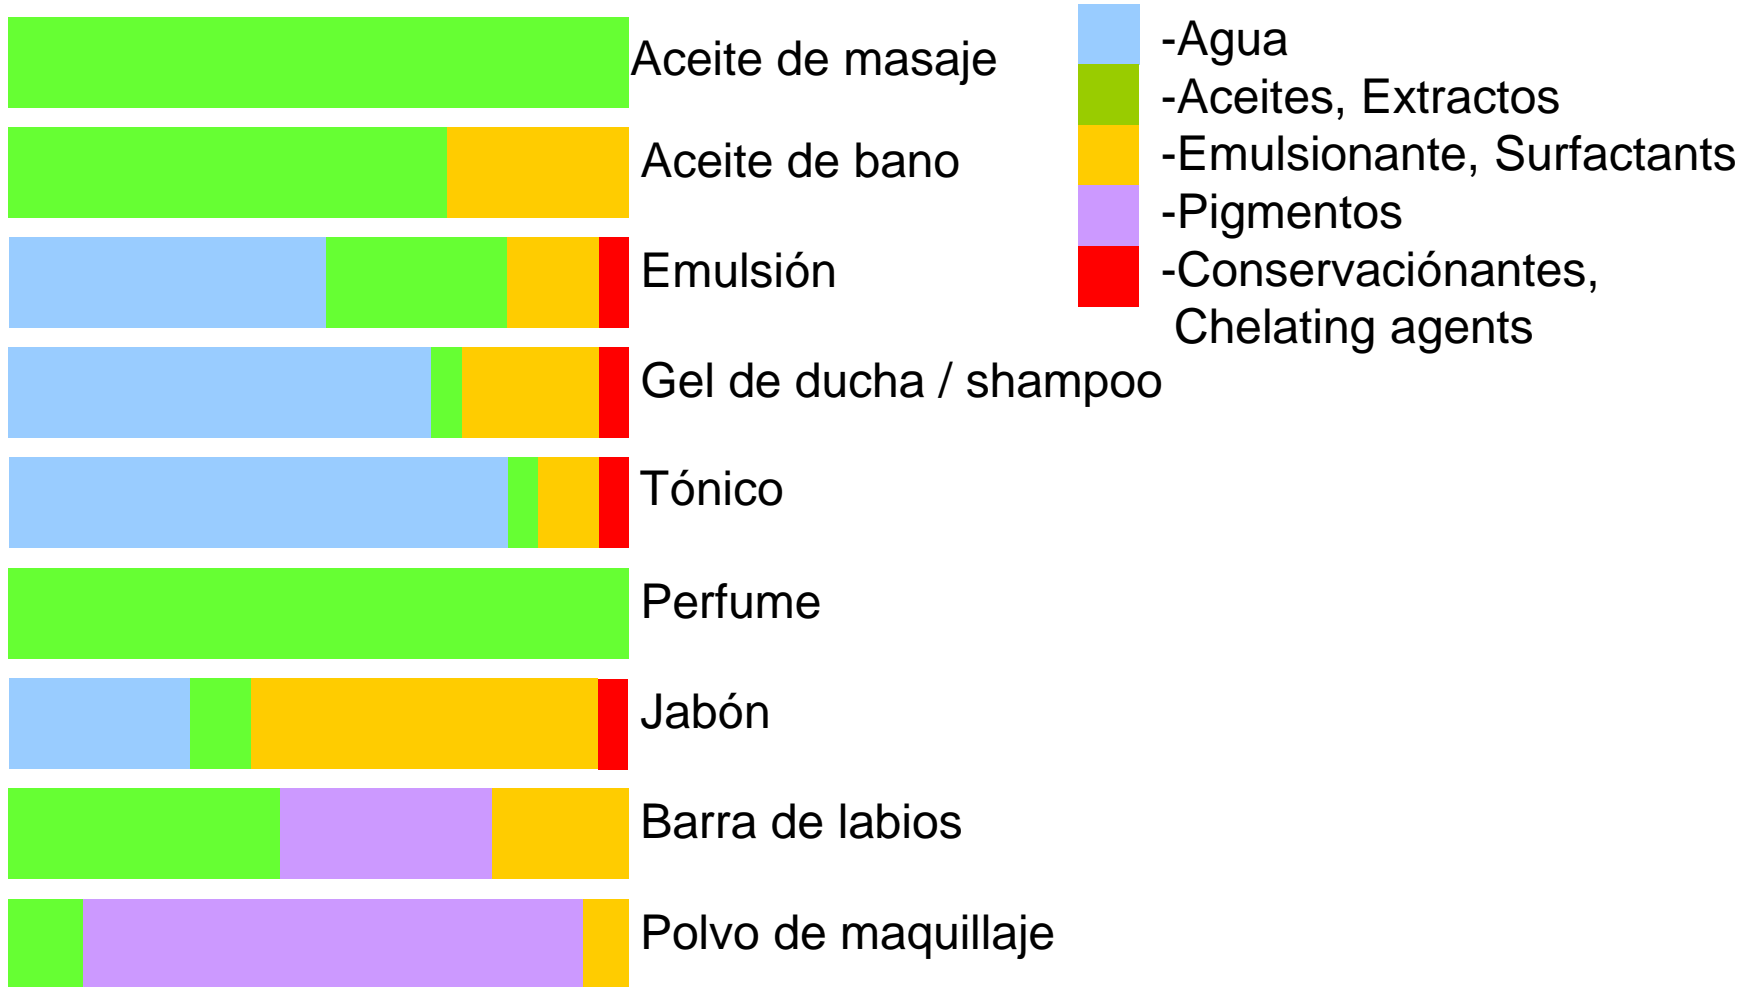 Aceite de masaje
Aceite de bano
Emulsión
Gel de ducha / shampoo
Tónico
Perfume
Jabón
Barra de labios
Polvo de maquillaje
-Agua
-Aceites, Extractos
-Emulsionante, Surfactants
-Pigmentos
-Conservaciónantes,
Chelating agents